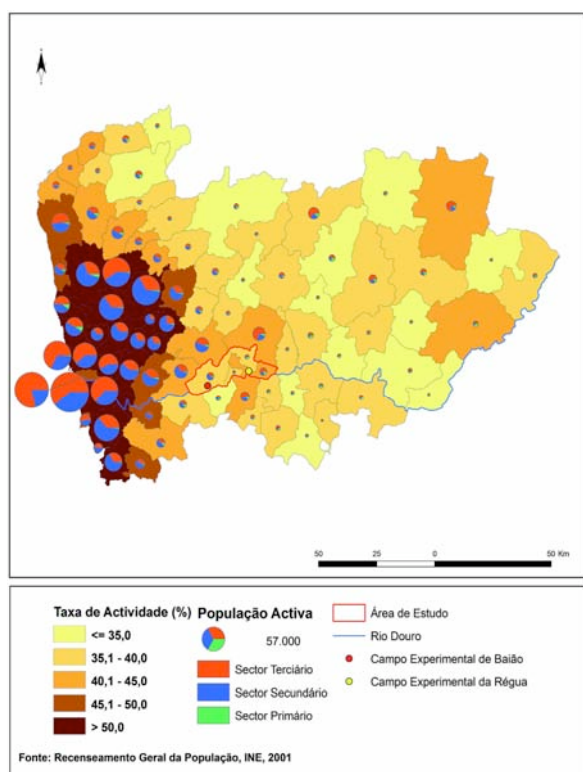 50 25 0 50 Km
Taxa de Actividade (%)
<= 35,0
35,1 - 40,0
40,1 - 45,0
45,1 - 50,0
> 50,0
População Activa
57.000
Sector Terciário
Sector Secundário
Sector Primário
Área de Estudo
Rio Douro
Campo Experimental de Baião
Campo Experimental da Régua
Fonte: Recenseamento Geral da População, INE, 2001